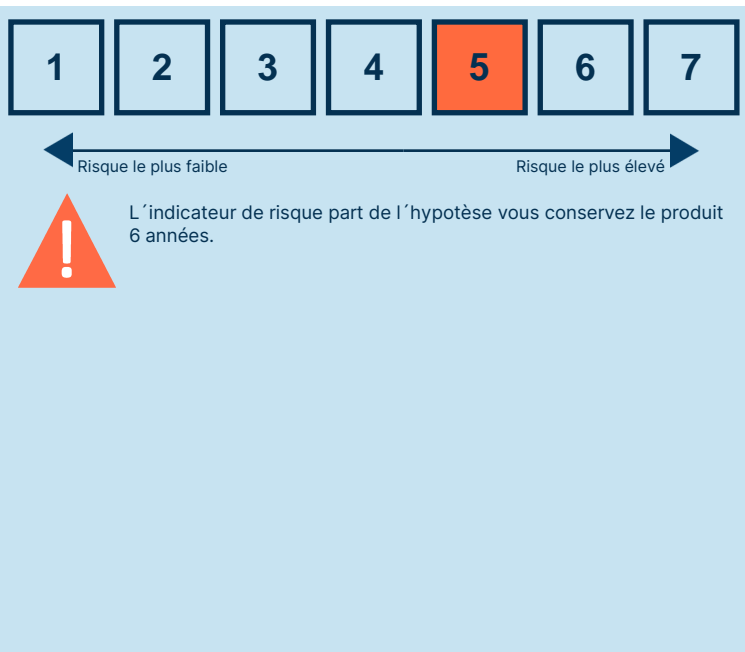 1 2 3 4 5 6 7
Risque le plus faible Risque le plus élevé
!
L´indicateur de risque part de l´hypotèse vous conservez le produit
6 années.